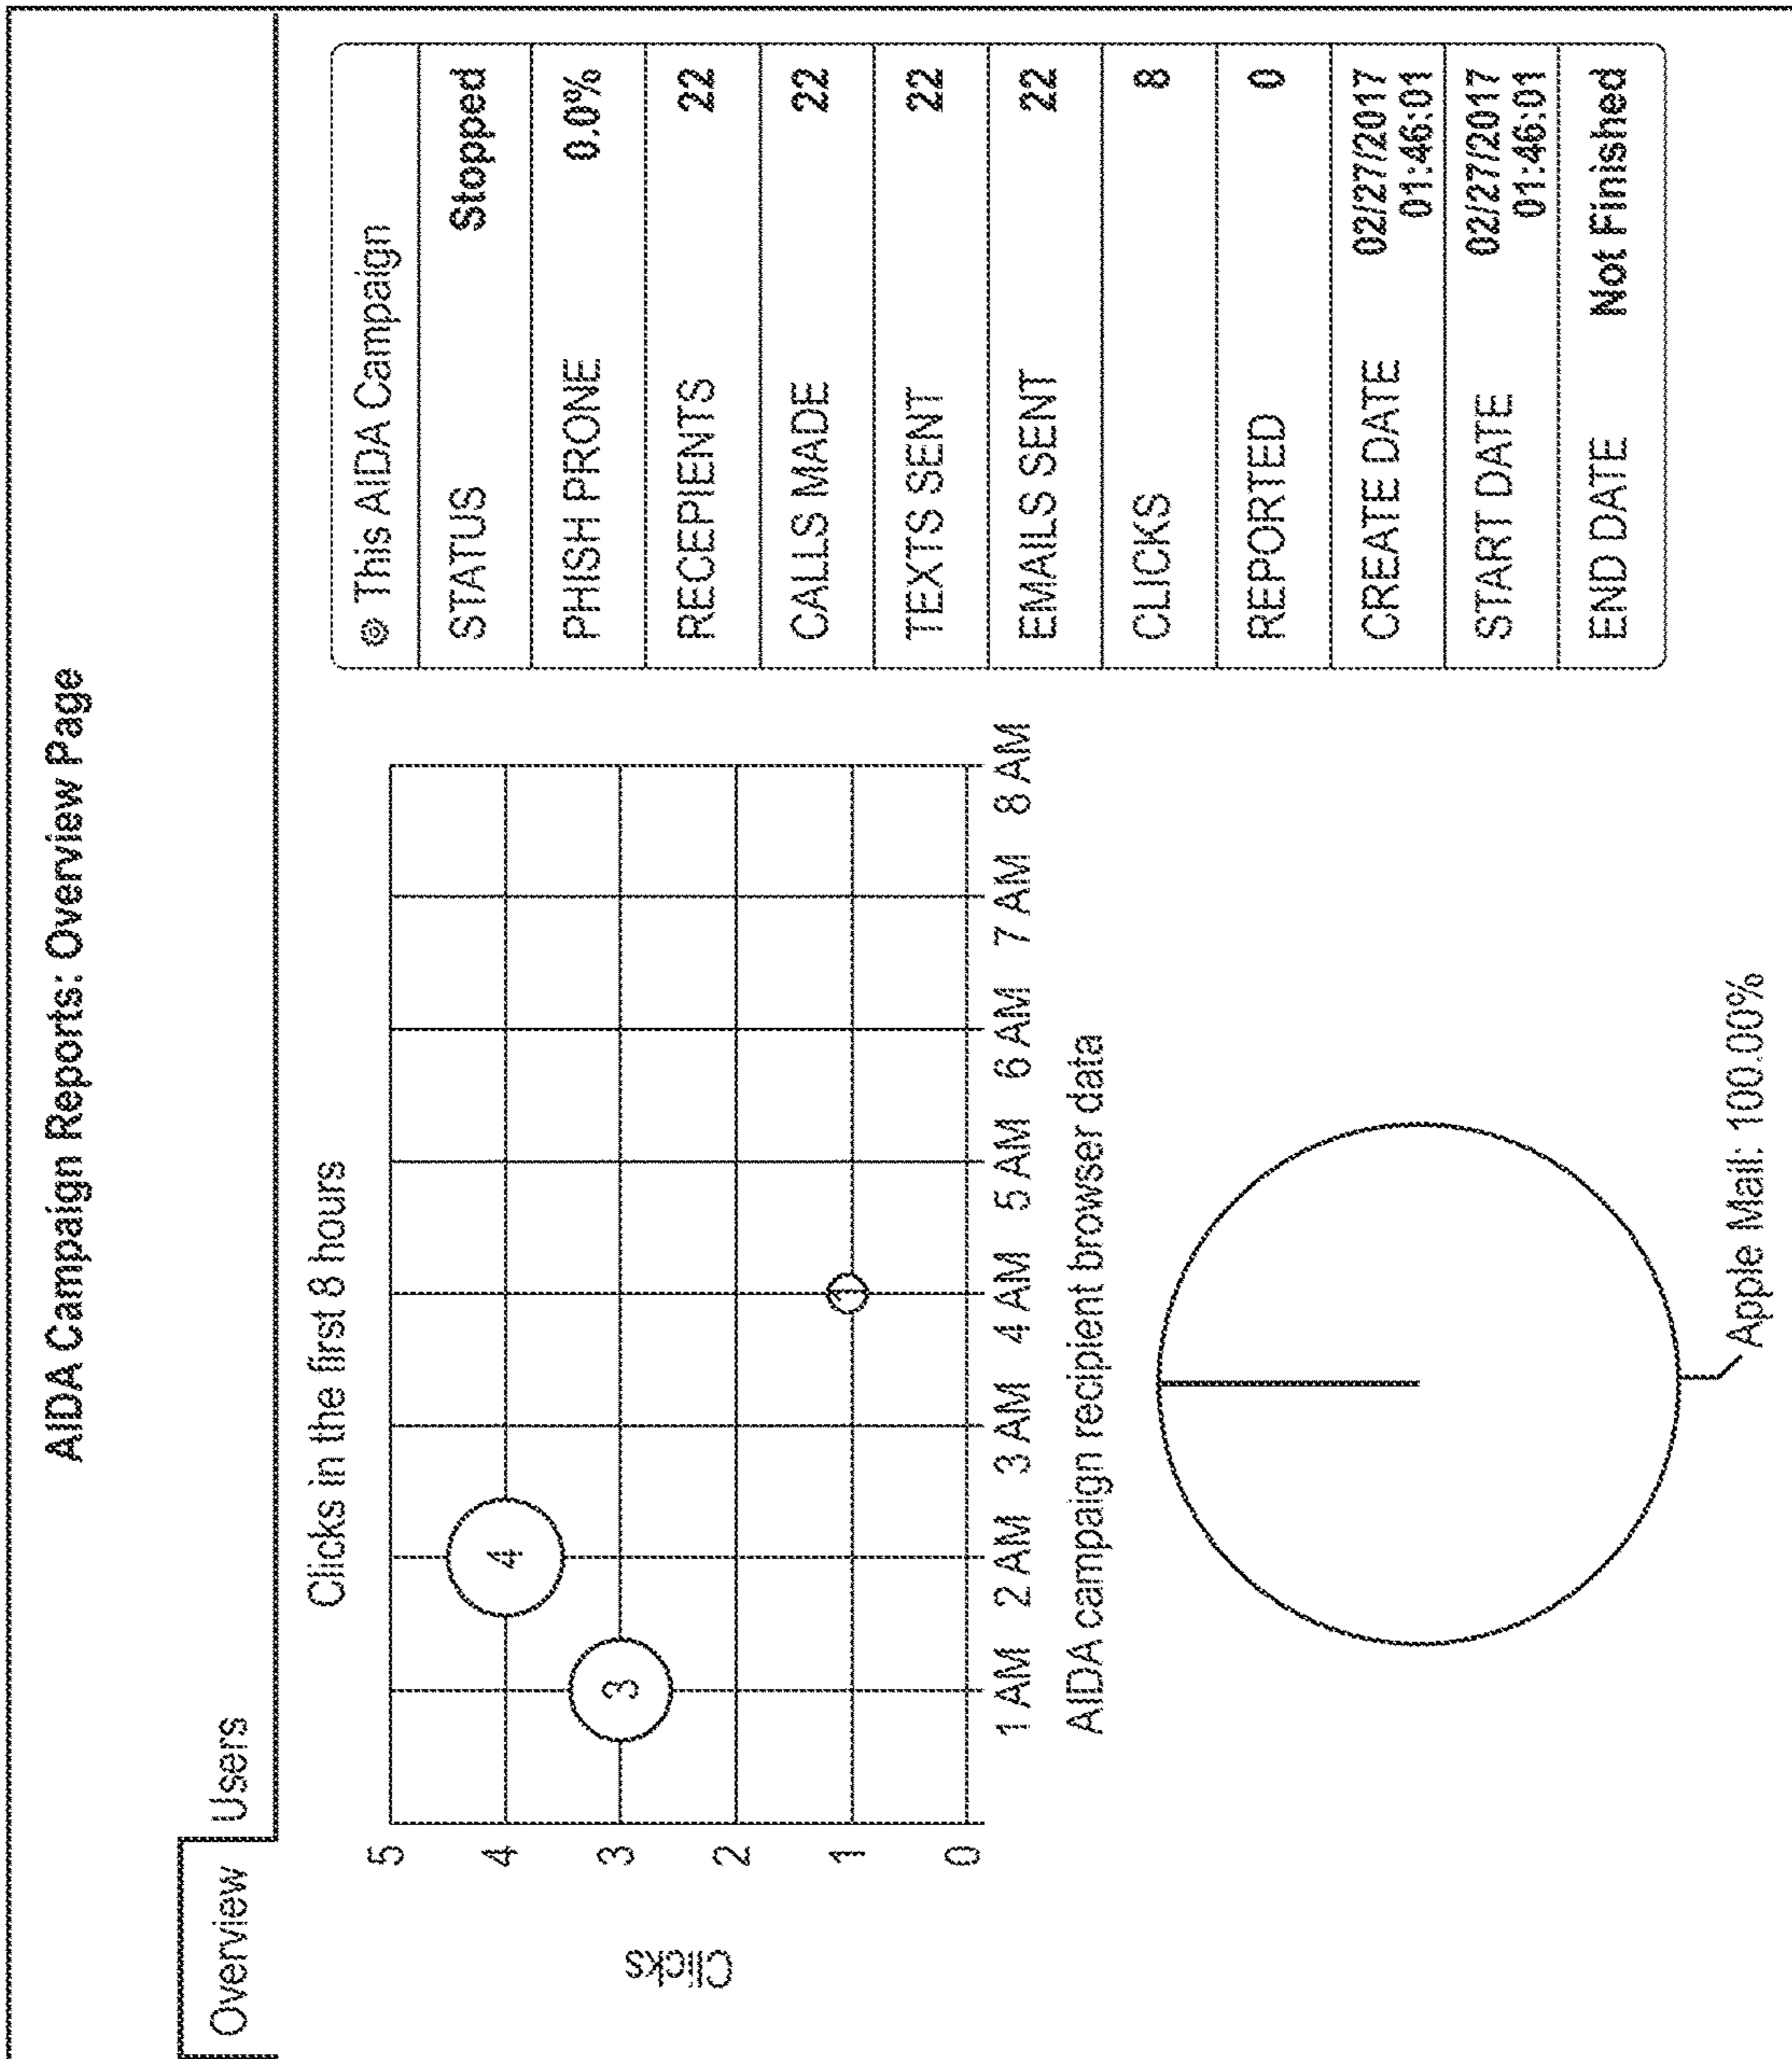 AIDA Campaign Reports: Overview Page
Overview Users
Clicks in the first 8 hours
Clicks
5
4
3
2
1
0
3
4
1
1 AM 2 AM 3 AM 4 AM 5 AM 6 AM 7 AM 8 AM
AIDA campaign recipient browser data
Apple Mail: 100.00%
This AIDA Campaign
STATUS Stopped
PHISH PRONE 0.0%
RECEPIENTS 22
CALLS MADE 22
TEXTS SENT 22
EMAILS SENT 22
CLICKS 8
REPORTED 0
CREATE DATE 02/27/2017
01:46:01
START DATE 02/27/2017
01:46:01
END DATE Not Finished